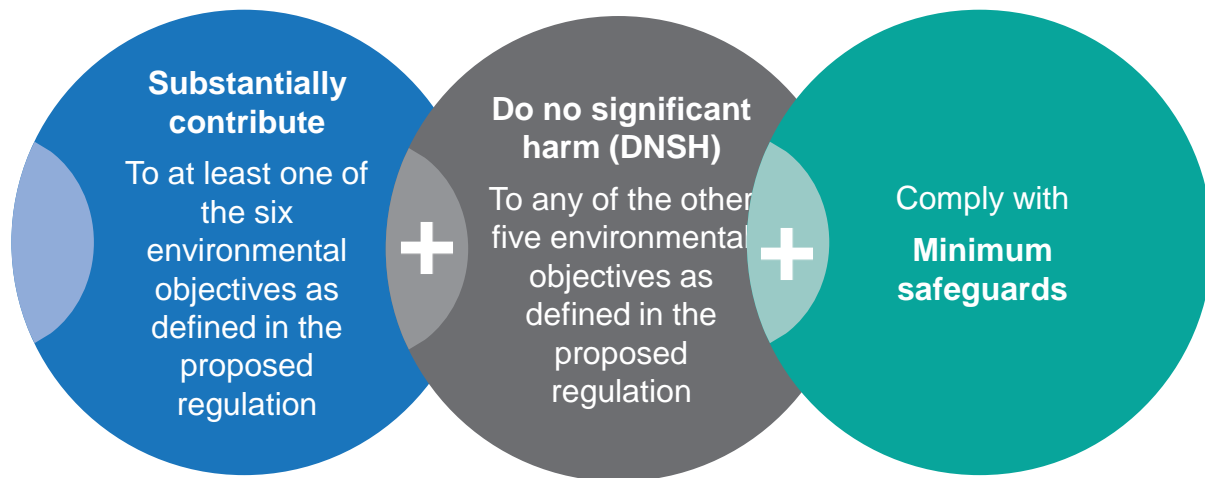 Substantially
contribute
To at least one of
the six
environmental
objectives as
defined in the
proposed
regulation
+
Do no significant
harm (DNSH)
To any of the other
five environmental
objectives as
defined in the
proposed
regulation
+
Comply with
Minimum
safeguards